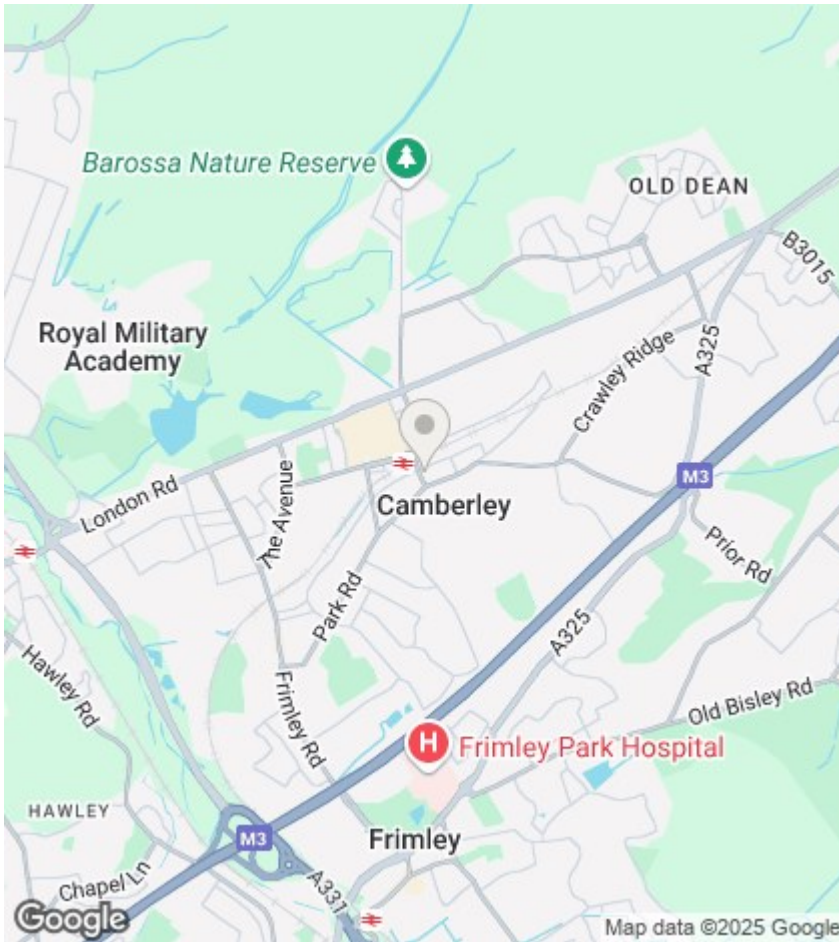 Barossa Nature Reserve
OLD DEAN
B3015
Royal Military
Academy
A325
Crawley Ridge
M3
London Rd
The Avenue
Camberley
Prior Rd
Park Rd
A325
Hawley Rd
Frimley Rd
Old Bisley Rd
H
Frimley Park Hospital
HAWLEY
M3
Frimley
Chapel Ln
A331
Google
Map data ©2025 Google